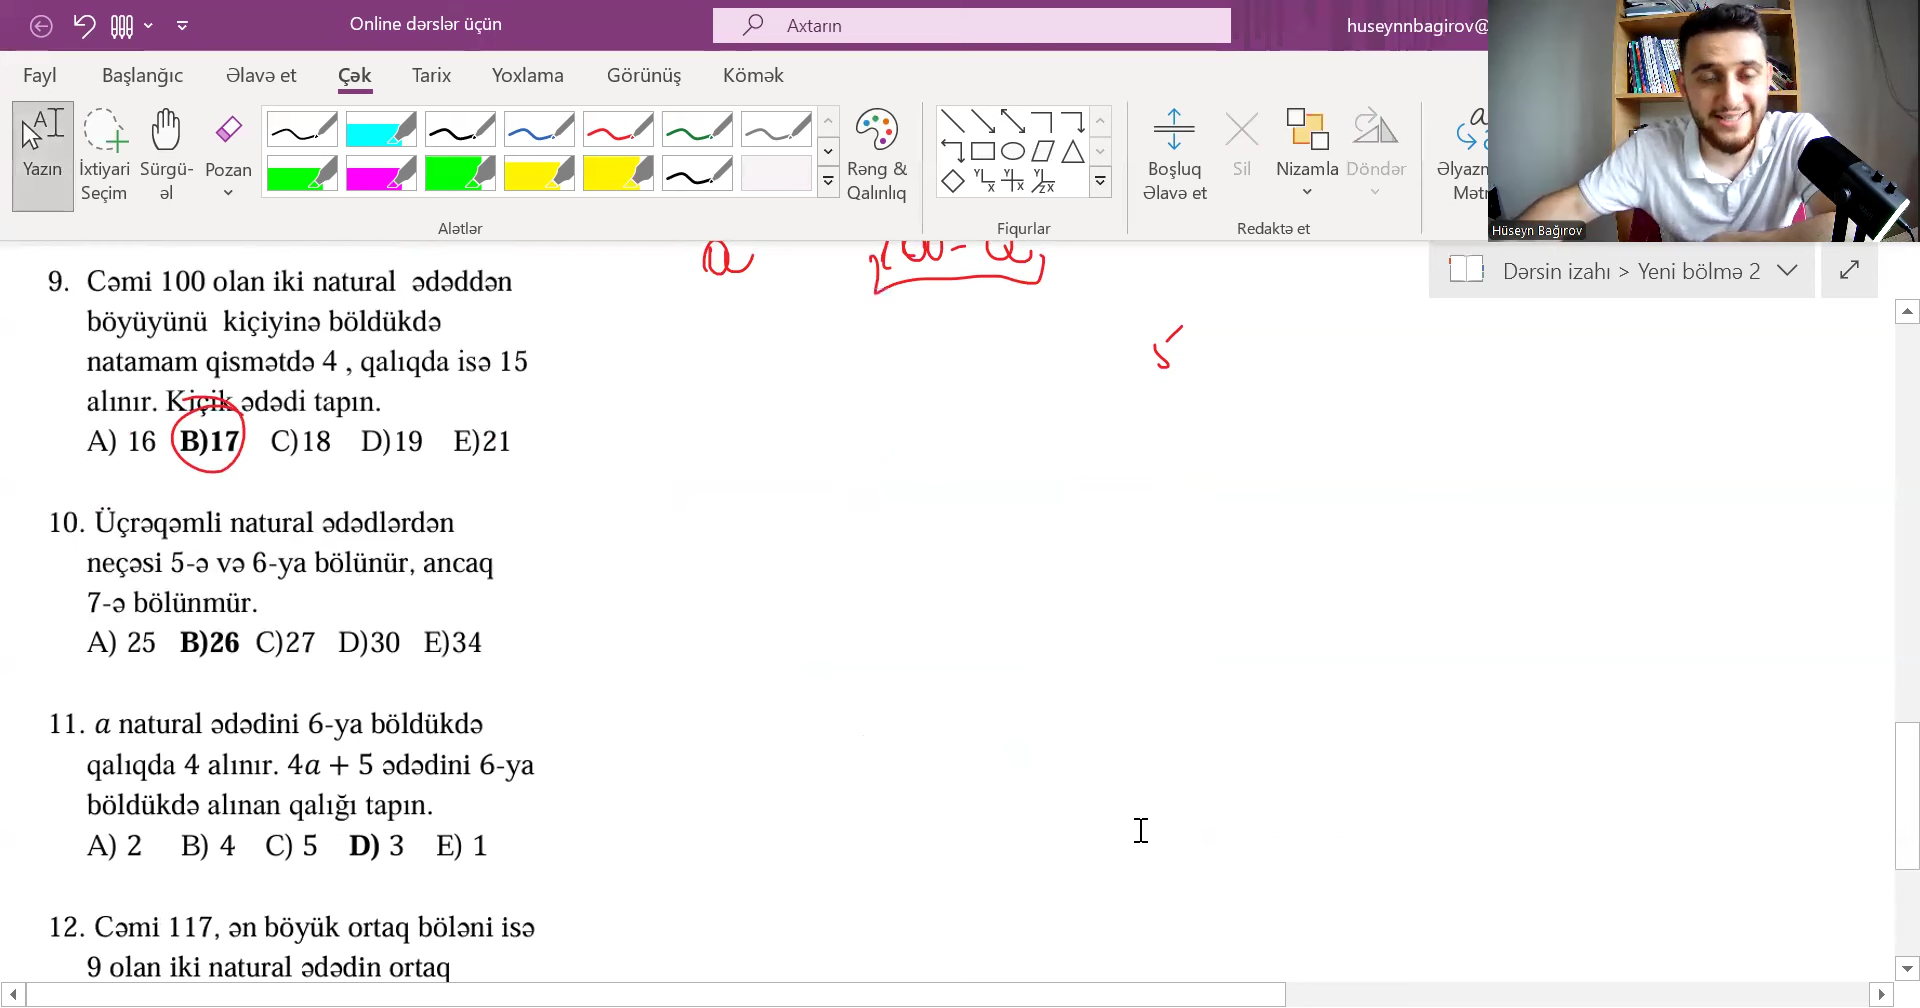 Online dərslər üçün
Axtarın
huseynnbagirov@
Fayl Başlanğıc Əlavə et Çək Tarix Yoxlama Görünüş Kömək
Yazın
İxtiyari Seçim
Sürgü-əl
Pozan
Rəng & Qalınlıq
Boşluq Əlavə et
Sil
Nizamla
Döndər
Əlyazm
Mətn
Alətlər
Fiqurlar
Redaktə et
Hüseyn Bağırov
Dərsin izahı > Yeni bölmə 2
a 100 - a
5
9. Cəmi 100 olan iki natural ədəddən
böyüyünü kiçiyinə böldükdə
natamam qismətdə 4 , qalıqda isə 15
alınır. Kiçik ədədi tapın.
A) 16 B)17 C)18 D)19 E)21
10. Üçrəqəmli natural ədədlərdən
neçəsi 5-ə və 6-ya bölünür, ancaq
7-ə bölünmür.
A) 25 B)26 C)27 D)30 E)34
11. a natural ədədini 6-ya böldükdə
qalıqda 4 alınır. 4a + 5 ədədini 6-ya
böldükdə alınan qalığı tapın.
A) 2 B) 4 C) 5 D) 3 E) 1
12. Cəmi 117, ən böyük ortaq böləni isə
9 olan iki natural ədədin ortaq